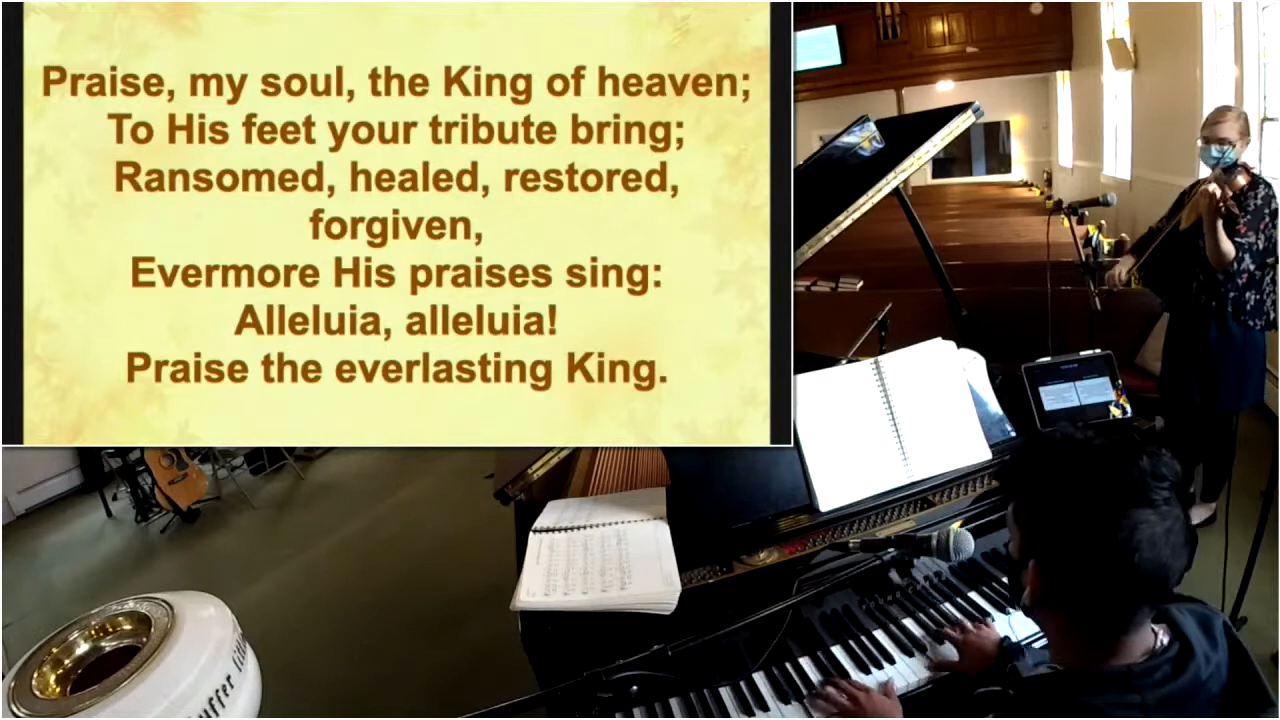 Praise, my soul, the King of heaven;
To His feet your tribute bring;
Ransomed, healed, restored,
forgiven,
Evermore His praises sing:
Alleluia, alleluia!
Praise the everlasting King.
uffer